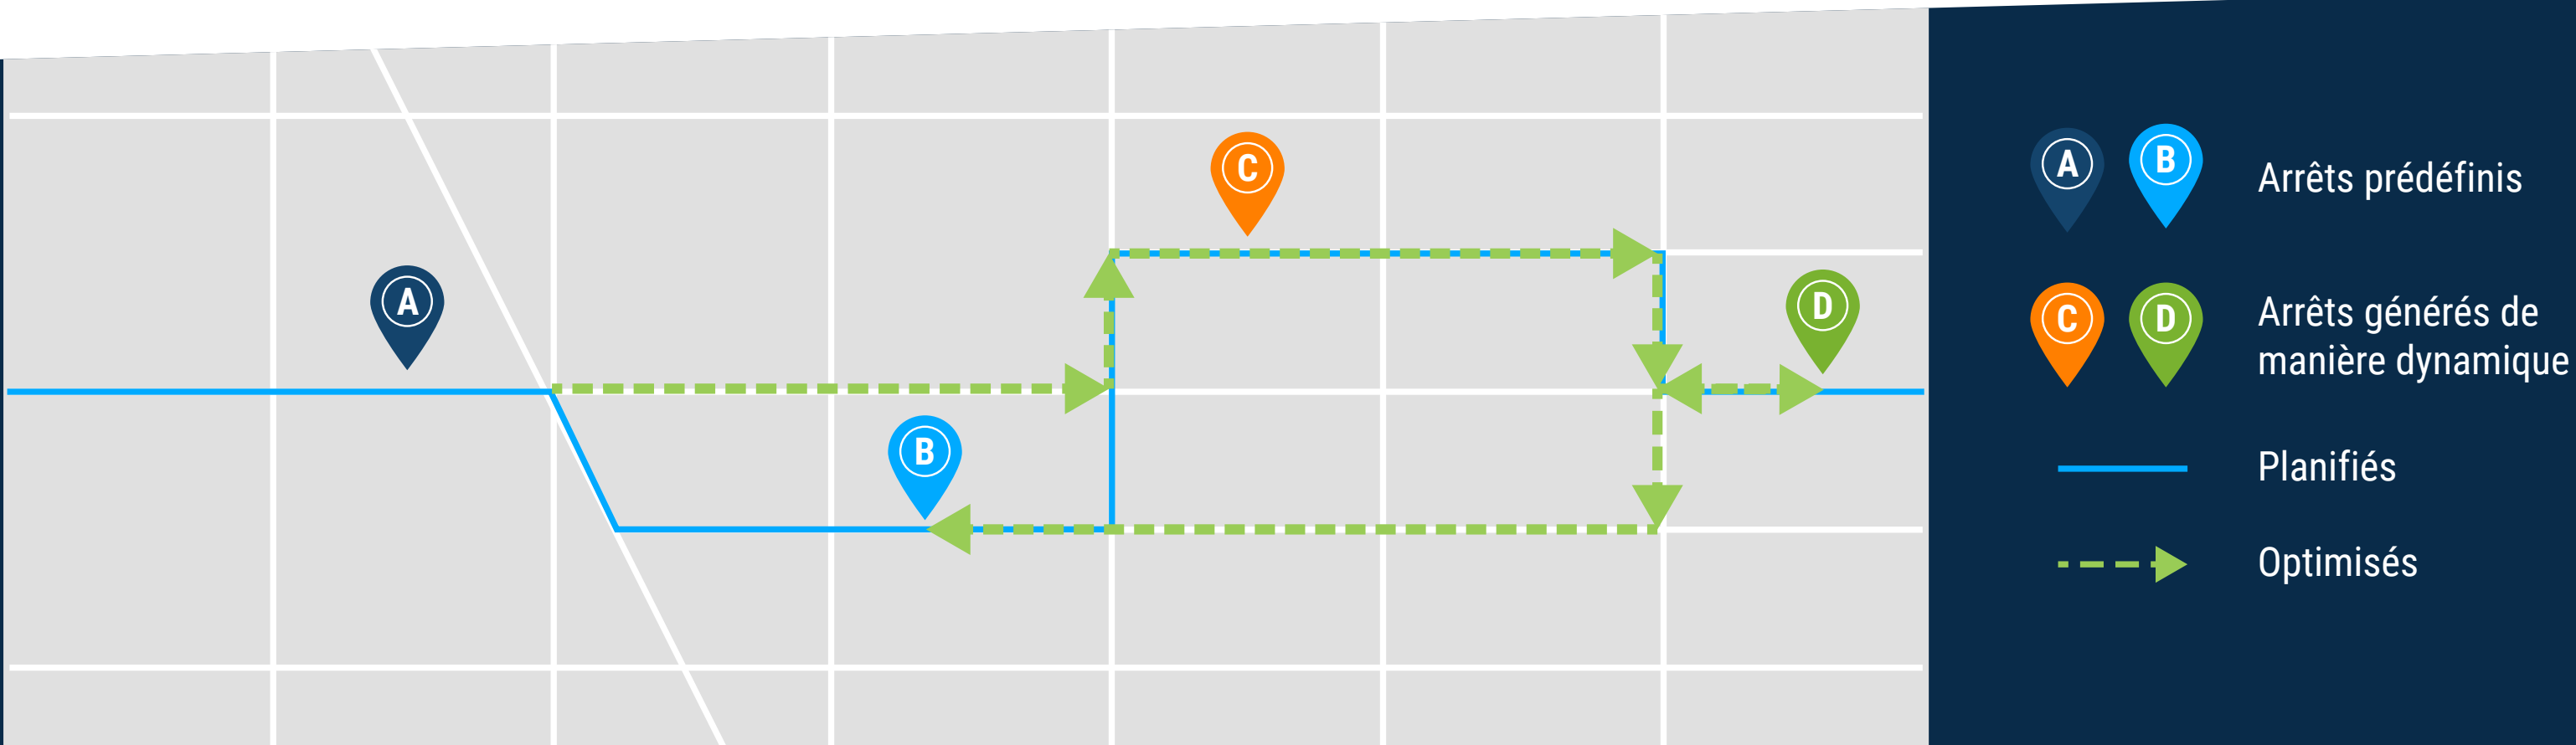 C
A
D
B
A B
Arrêts prédéfinis
C D
Arrêts générés de
manière dynamique
Planifiés
Optimisés